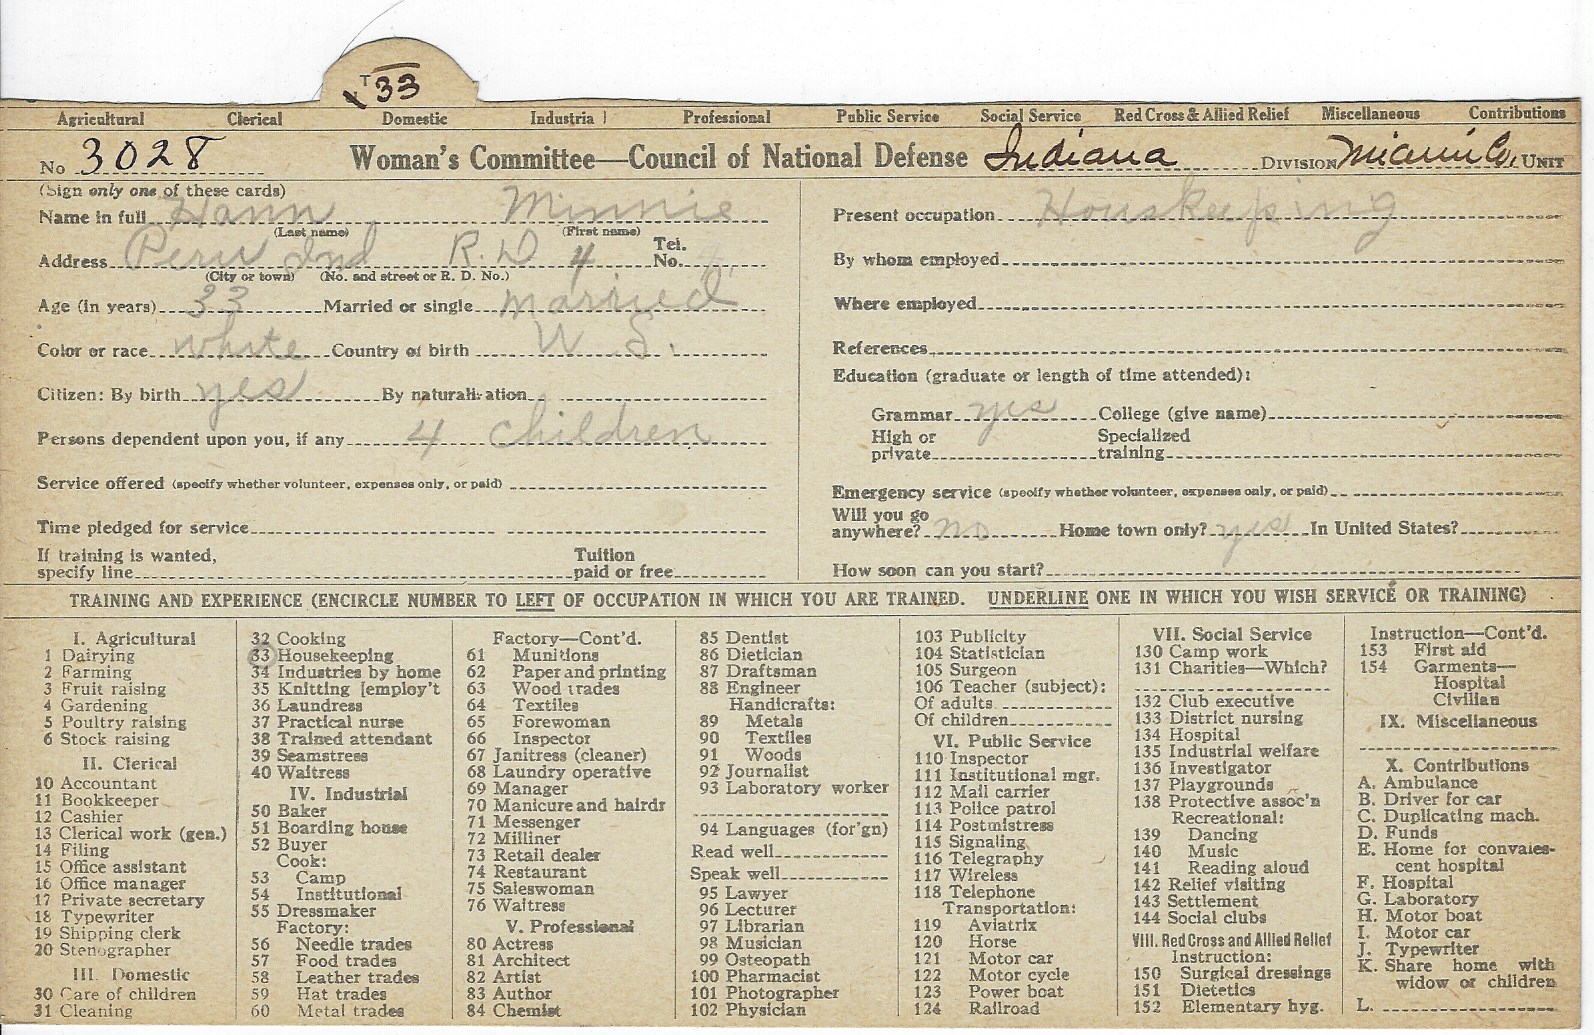 T 33
Agricultural Clerical Domestic Industrial Professional Public Service Social Service Red Cross & Allied Relief Miscellaneous Contributions
No 3028 Woman's Committee—Council of National Defense Indiana DIVISION Miami Co. UNIT
(Sign only one of these cards)
Name in full Hann Minnie
(Last name) (First name)
Address Peru Ind R.D 4 Tel. No.
(City or town) (No. and street or R. D. No.)
Age (in years) 33 Married or single married
Color or race white Country of birth U S.
Citizen: By birth yes By naturalization
Persons dependent upon you, if any 4 children
Service offered (specify whether volunteer, expenses only, or paid)
Time pledged for service
If training is wanted,
specify line Tuition paid or free
Present occupation Houskeeping
By whom employed
Where employed
References
Education (graduate or length of time attended):
Grammar yes College (give name)
High or private Specialized training
Emergency service (specify whether volunteer, expenses only, or paid)
Will you go anywhere? no Home town only? yes In United States?
How soon can you start?
TRAINING AND EXPERIENCE (ENCIRCLE NUMBER TO LEFT OF OCCUPATION IN WHICH YOU ARE TRAINED. UNDERLINE ONE IN WHICH YOU WISH SERVICE OR TRAINING)
I. Agricultural
1 Dairying
2 Farming
3 Fruit raising
4 Gardening
5 Poultry raising
6 Stock raising
II. Clerical
10 Accountant
11 Bookkeeper
12 Cashier
13 Clerical work (gen.)
14 Filing
15 Office assistant
16 Office manager
17 Private secretary
18 Typewriter
19 Shipping clerk
20 Stenographer
III. Domestic
30 Care of children
31 Cleaning
32 Cooking
33 Housekeeping
34 Industries by home
35 Knitting [employ't
36 Laundress
37 Practical nurse
38 Trained attendant
39 Seamstress
40 Waitress
IV. Industrial
50 Baker
51 Boarding house
52 Buyer
Cook:
53 Camp
54 Institutional
55 Dressmaker
Factory:
56 Needle trades
57 Food trades
58 Leather trades
59 Hat trades
60 Metal trades
Factory—Cont'd.
61 Munitions
62 Paper and printing
63 Wood trades
64 Textiles
65 Forewoman
66 Inspector
67 Janitress (cleaner)
68 Laundry operative
69 Manager
70 Manicure and hairdr
71 Messenger
72 Milliner
73 Retail dealer
74 Restaurant
75 Saleswoman
76 Waitress
V. Professional
80 Actress
81 Architect
82 Artist
83 Author
84 Chemist
85 Dentist
86 Dietician
87 Draftsman
88 Engineer
Handicrafts:
89 Metals
90 Textiles
91 Woods
92 Journalist
93 Laboratory worker
94 Languages (for'gn)
Read well
Speak well
95 Lawyer
96 Lecturer
97 Librarian
98 Musician
99 Osteopath
100 Pharmacist
101 Photographer
102 Physician
103 Publicity
104 Statistician
105 Surgeon
106 Teacher (subject):
Of adults
Of children
VI. Public Service
110 Inspector
111 Institutional mgr.
112 Mail carrier
113 Police patrol
114 Postmistress
115 Signaling
116 Telegraphy
117 Wireless
118 Telephone
Transportation:
119 Aviatrix
120 Horse
121 Motor car
122 Motor cycle
123 Power boat
124 Railroad
VII. Social Service
130 Camp work
131 Charities—Which?
132 Club executive
133 District nursing
134 Hospital
135 Industrial welfare
136 Investigator
137 Playgrounds
138 Protective assoc'n
Recreational:
139 Dancing
140 Music
141 Reading aloud
142 Relief visiting
143 Settlement
144 Social clubs
VIII. Red Cross and Allied Relief
Instruction:
150 Surgical dressings
151 Dietetics
152 Elementary hyg.
Instruction—Cont'd.
153 First aid
154 Garments—
Hospital
Civilian
IX. Miscellaneous
X. Contributions
A. Ambulance
B. Driver for car
C. Duplicating mach.
D. Funds
E. Home for convales-
cent hospital
F. Hospital
G. Laboratory
H. Motor boat
I. Motor car
J. Typewriter
K. Share home with
widow or children
L.